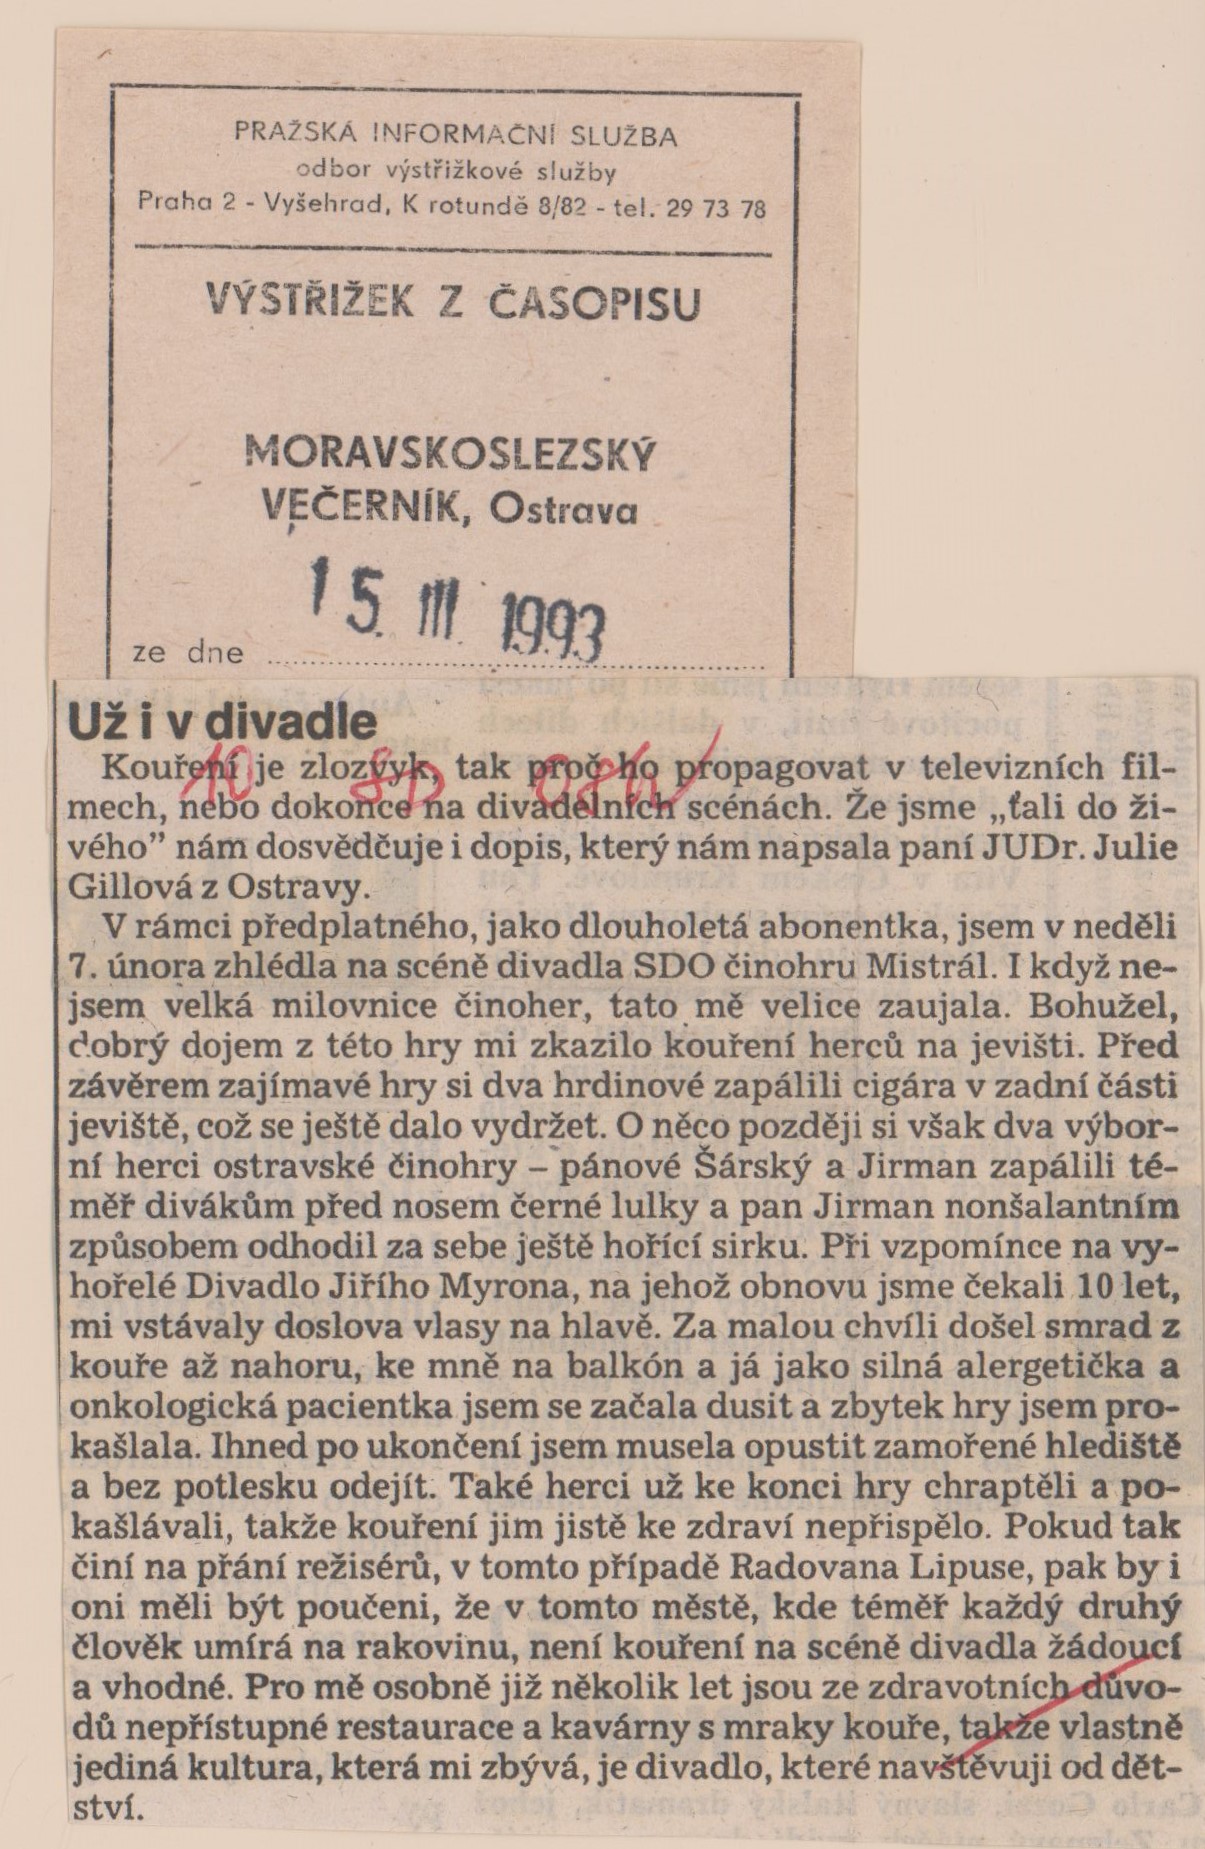 PRAŽSKÁ INFORMAČNÍ SLUŽBA
odbor výstřižkové služby
Praha 2 - Vyšehrad, K rotundě 8/82 - tel. 29 73 78
VÝSTŘIŽEK Z ČASOPISU
MORAVSKOSLEZSKÝ
VEČERNÍK, Ostrava
15. III. 1993
ze dne
Už i v divadle
10 8D
Kouření je zlozvyk, tak proč ho propagovat v televizních fil-
mech, nebo dokonce na divadelních scénách. Že jsme „ťali do ži-
vého” nám dosvědčuje i dopis, který nám napsala paní JUDr. Julie
Gillová z Ostravy.
V rámci předplatného, jako dlouholetá abonentka, jsem v neděli
7. února zhlédla na scéně divadla SDO činohru Mistrál. I když ne-
jsem velká milovnice činoher, tato mě velice zaujala. Bohužel,
dobrý dojem z této hry mi zkazilo kouření herců na jevišti. Před
závěrem zajímavé hry si dva hrdinové zapálili cigára v zadní části
jeviště, což se ještě dalo vydržet. O něco později si však dva výbor-
ní herci ostravské činohry – pánové Šárský a Jirman zapálili té-
měř divákům před nosem černé lulky a pan Jirman nonšalantním
způsobem odhodil za sebe ještě hořící sirku. Při vzpomínce na vy-
hořelé Divadlo Jiřího Myrona, na jehož obnovu jsme čekali 10 let,
mi vstávaly doslova vlasy na hlavě. Za malou chvíli došel smrad z
kouře až nahoru, ke mně na balkón a já jako silná alergetička a
onkologická pacientka jsem se začala dusit a zbytek hry jsem pro-
kašlala. Ihned po ukončení jsem musela opustit zamořené hlediště
a bez potlesku odejít. Také herci už ke konci hry chraptěli a po-
kašlávali, takže kouření jim jistě ke zdraví nepřispělo. Pokud tak
činí na přání režisérů, v tomto případě Radovana Lipuse, pak by i
oni měli být poučeni, že v tomto městě, kde téměř každý druhý
člověk umírá na rakovinu, není kouření na scéně divadla žádoucí
a vhodné. Pro mě osobně již několik let jsou ze zdravotních důvo-
dů nepřístupné restaurace a kavárny s mraky kouře, takže vlastně
jediná kultura, která mi zbývá, je divadlo, které navštěvuji od dět-
ství.